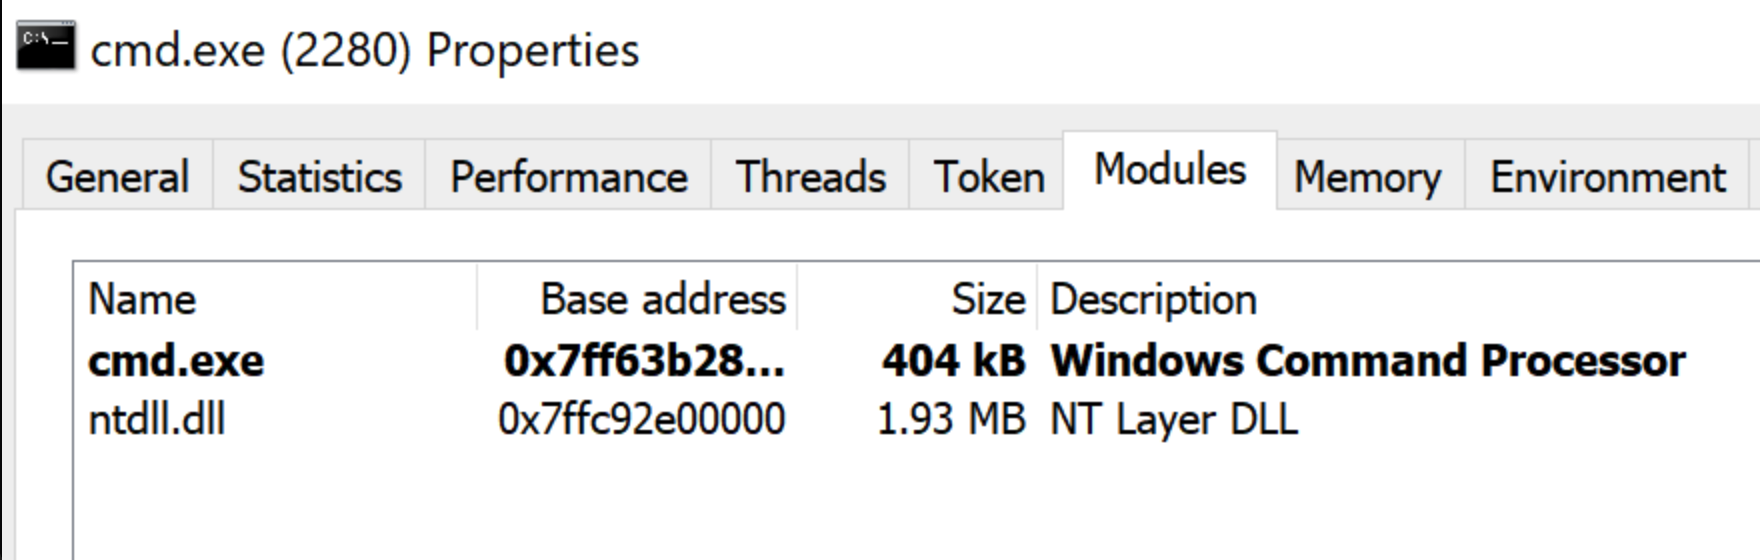 C:\_
cmd.exe (2280) Properties
General Statistics Performance Threads Token Modules Memory Environment
Name Base address Size Description
cmd.exe 0x7ff63b28... 404 kB Windows Command Processor
ntdll.dll 0x7ffc92e00000 1.93 MB NT Layer DLL